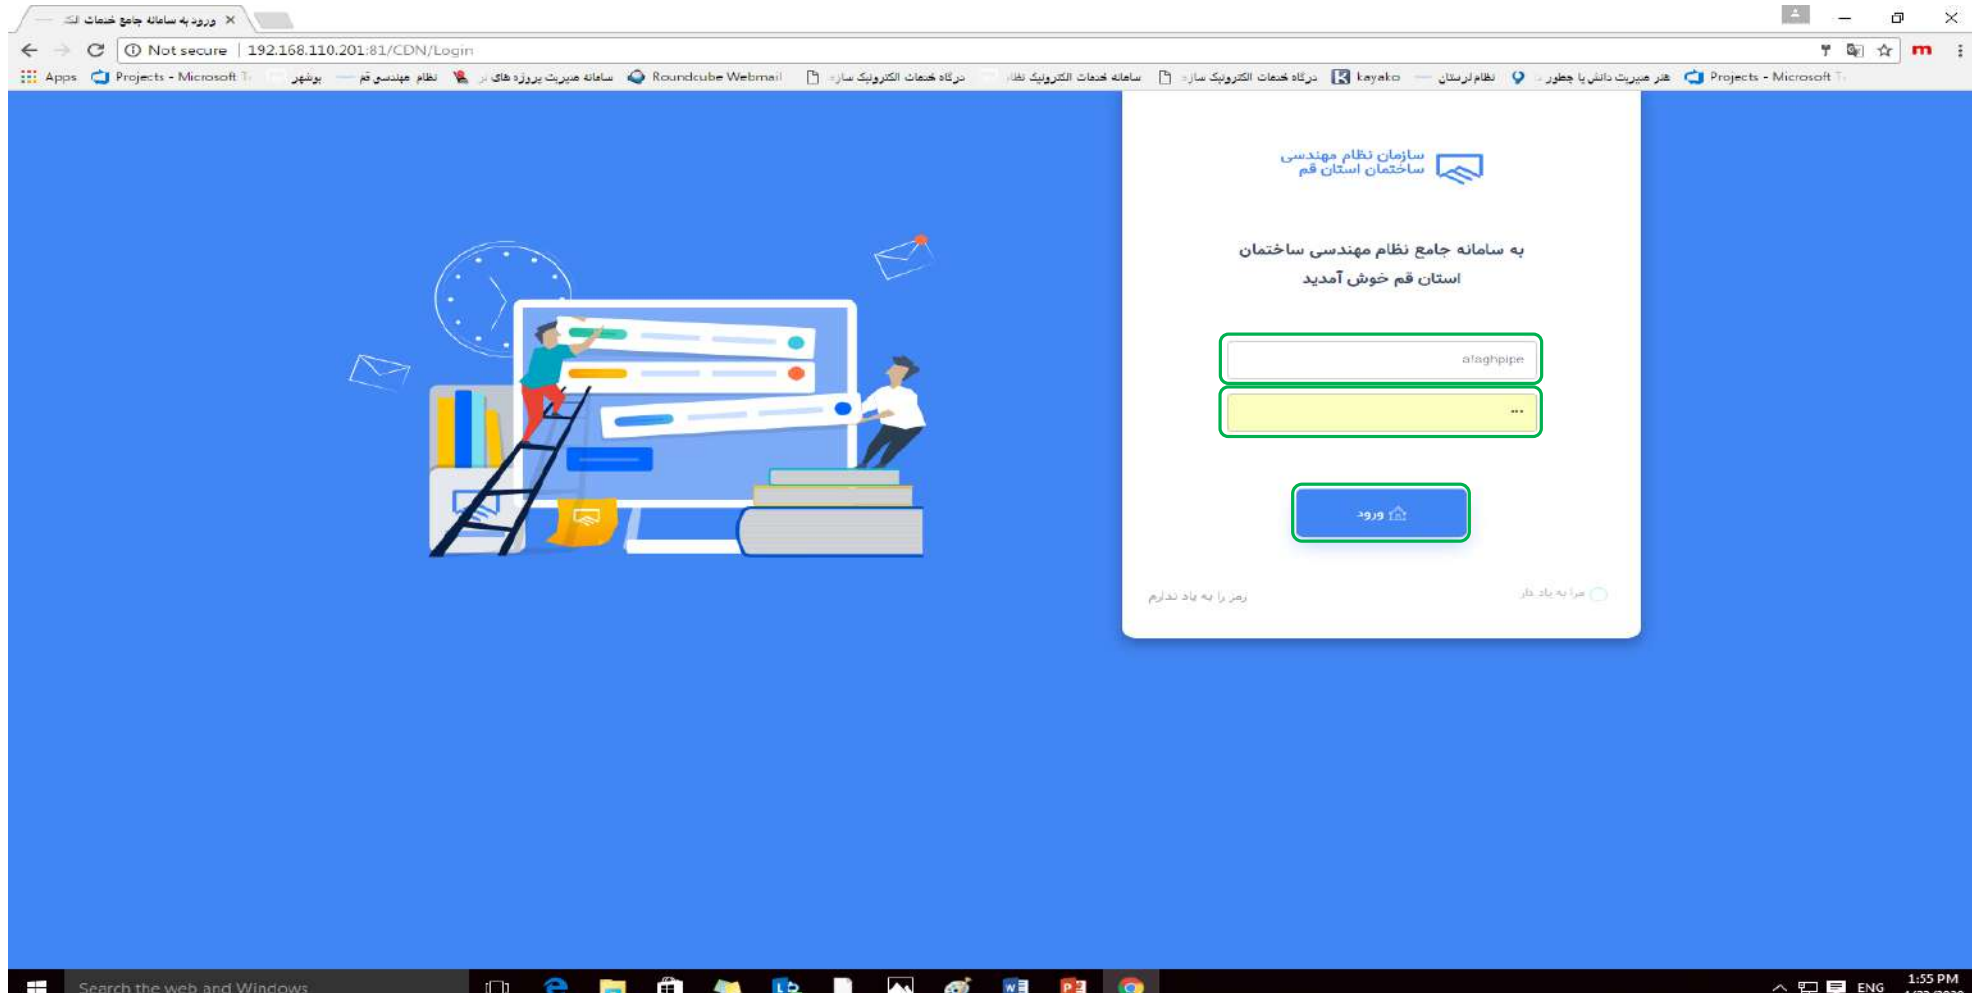 ورود به سامانه جامع خدمات الک
Not secure | 192.168.110.201:81/CDN/Login
Apps
Projects - Microsoft T
بوشهر
نظام مهندسی قم
سامانه مدیریت پروژه های
Roundcube Webmail
درگاه خدمات الکترونیک ساز
سامانه خدمات الکترونیک نظا
درگاه خدمات الکترونیک ساز
kayako
نظام لرستان
هنر مدیریت دانش یا چطور
Projects - Microsoft T
سازمان نظام مهندسی
ساختمان استان قم
به سامانه جامع نظام مهندسی ساختمان
استان قم خوش آمدید
alaghpipe
•••
ورود
مرا به یاد دار
رمز را به یاد ندارم
Search the web and Windows
ENG
1:55 PM